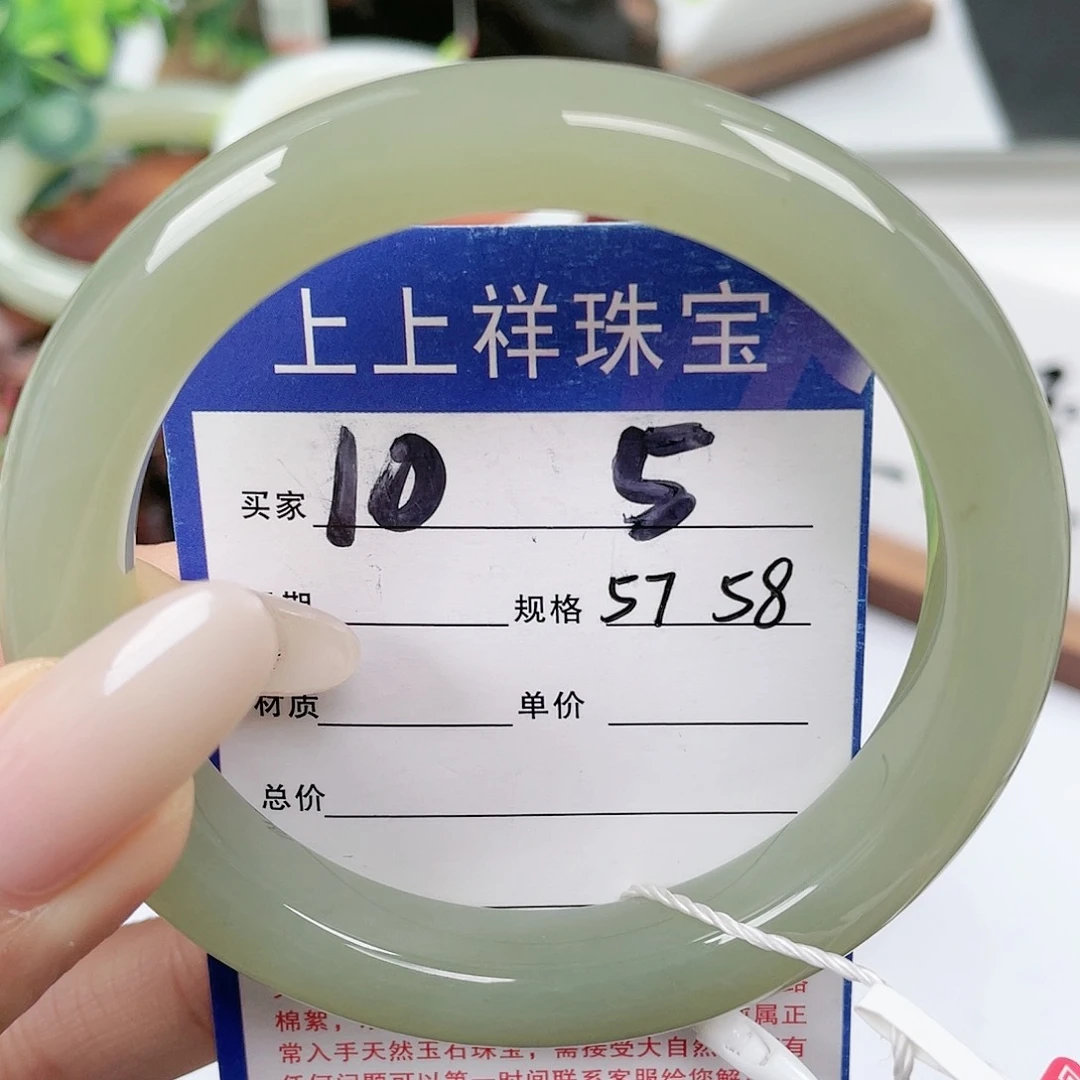 上上祥珠宝
买家 10 5
期 规格 57 58
材质 单价
总价
棉絮， 属正
常入手天然玉石珠宝，需接受大自然 有